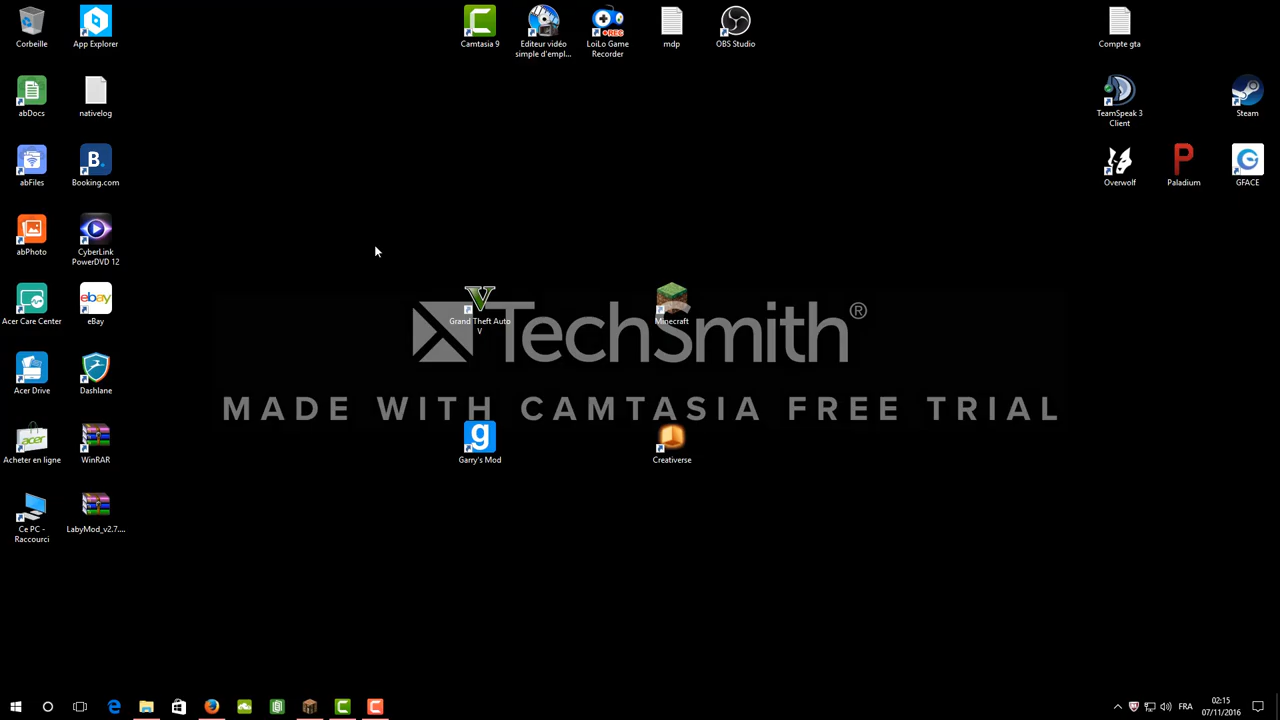 Corbeille
App Explorer
Camtasia 9
Editeur vidéo
simple d'empl...
LoiLo Game
Recorder
mdp
OBS Studio
Compte gta
abDocs
nativelog
TeamSpeak 3
Client
Steam
abFiles
Booking.com
Overwolf
Paladium
GFACE
abPhoto
CyberLink
PowerDVD 12
Acer Care Center
eBay
Grand Theft Auto
V
Minecraft
TechSmith®
MADE WITH CAMTASIA FREE TRIAL
Acer Drive
Dashlane
Acheter en ligne
WinRAR
Garry's Mod
Creativerse
Ce PC -
Raccourci
LabyMod_v2.7....
FRA
02:15
07/11/2016